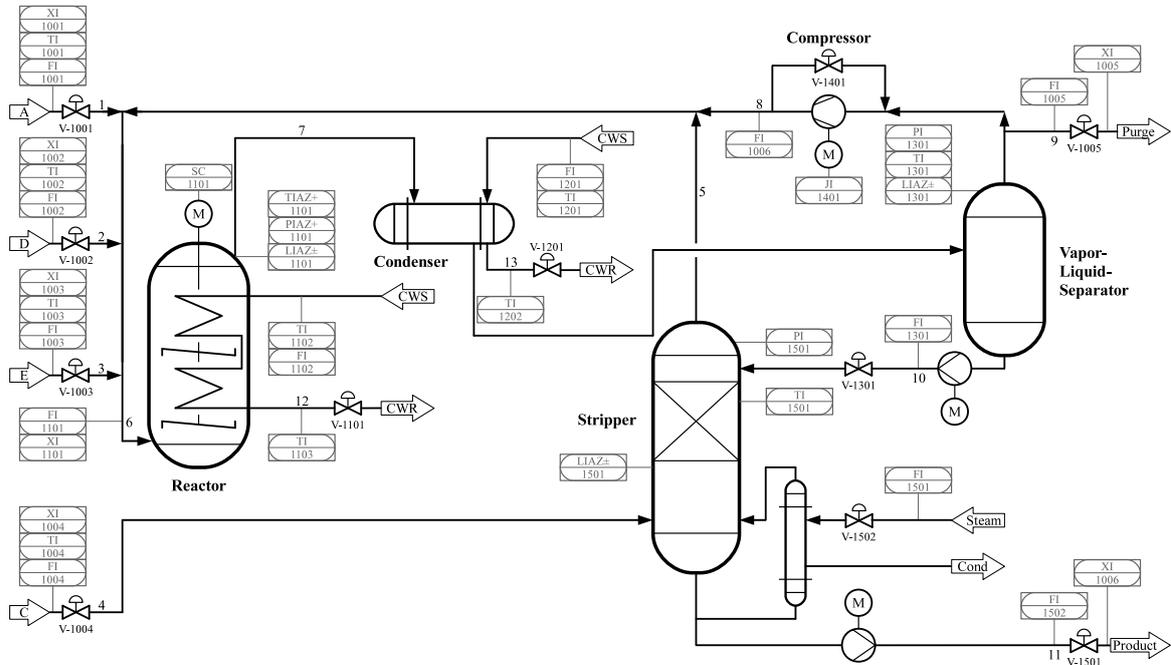 XI
1001
TI
1001
FI
1001
A
V-1001
1
XI
1002
TI
1002
FI
1002
D
V-1002
2
XI
1003
TI
1003
FI
1003
E
V-1003
3
FI
1101
XI
1101
6
XI
1004
TI
1004
FI
1004
C
V-1004
4
7
SC
1101
M
TIAZ+
1101
PIAZ+
1101
LIAZ±
1101
Reactor
CWS
TI
1102
FI
1102
12
V-1101
CWR
TI
1103
Condenser
CWS
FI
1201
TI
1201
V-1201
13
CWR
TI
1202
Compressor
V-1401
8
FI
1006
M
JI
1401
5
PI
1301
TI
1301
LIAZ±
1301
XI
1005
FI
1005
9
V-1005
Purge
Vapor-
Liquid-
Separator
FI
1301
V-1301
10
M
PI
1501
TI
1501
Stripper
LIAZ±
1501
FI
1501
V-1502
Steam
Cond
M
XI
1006
FI
1502
11
V-1501
Product